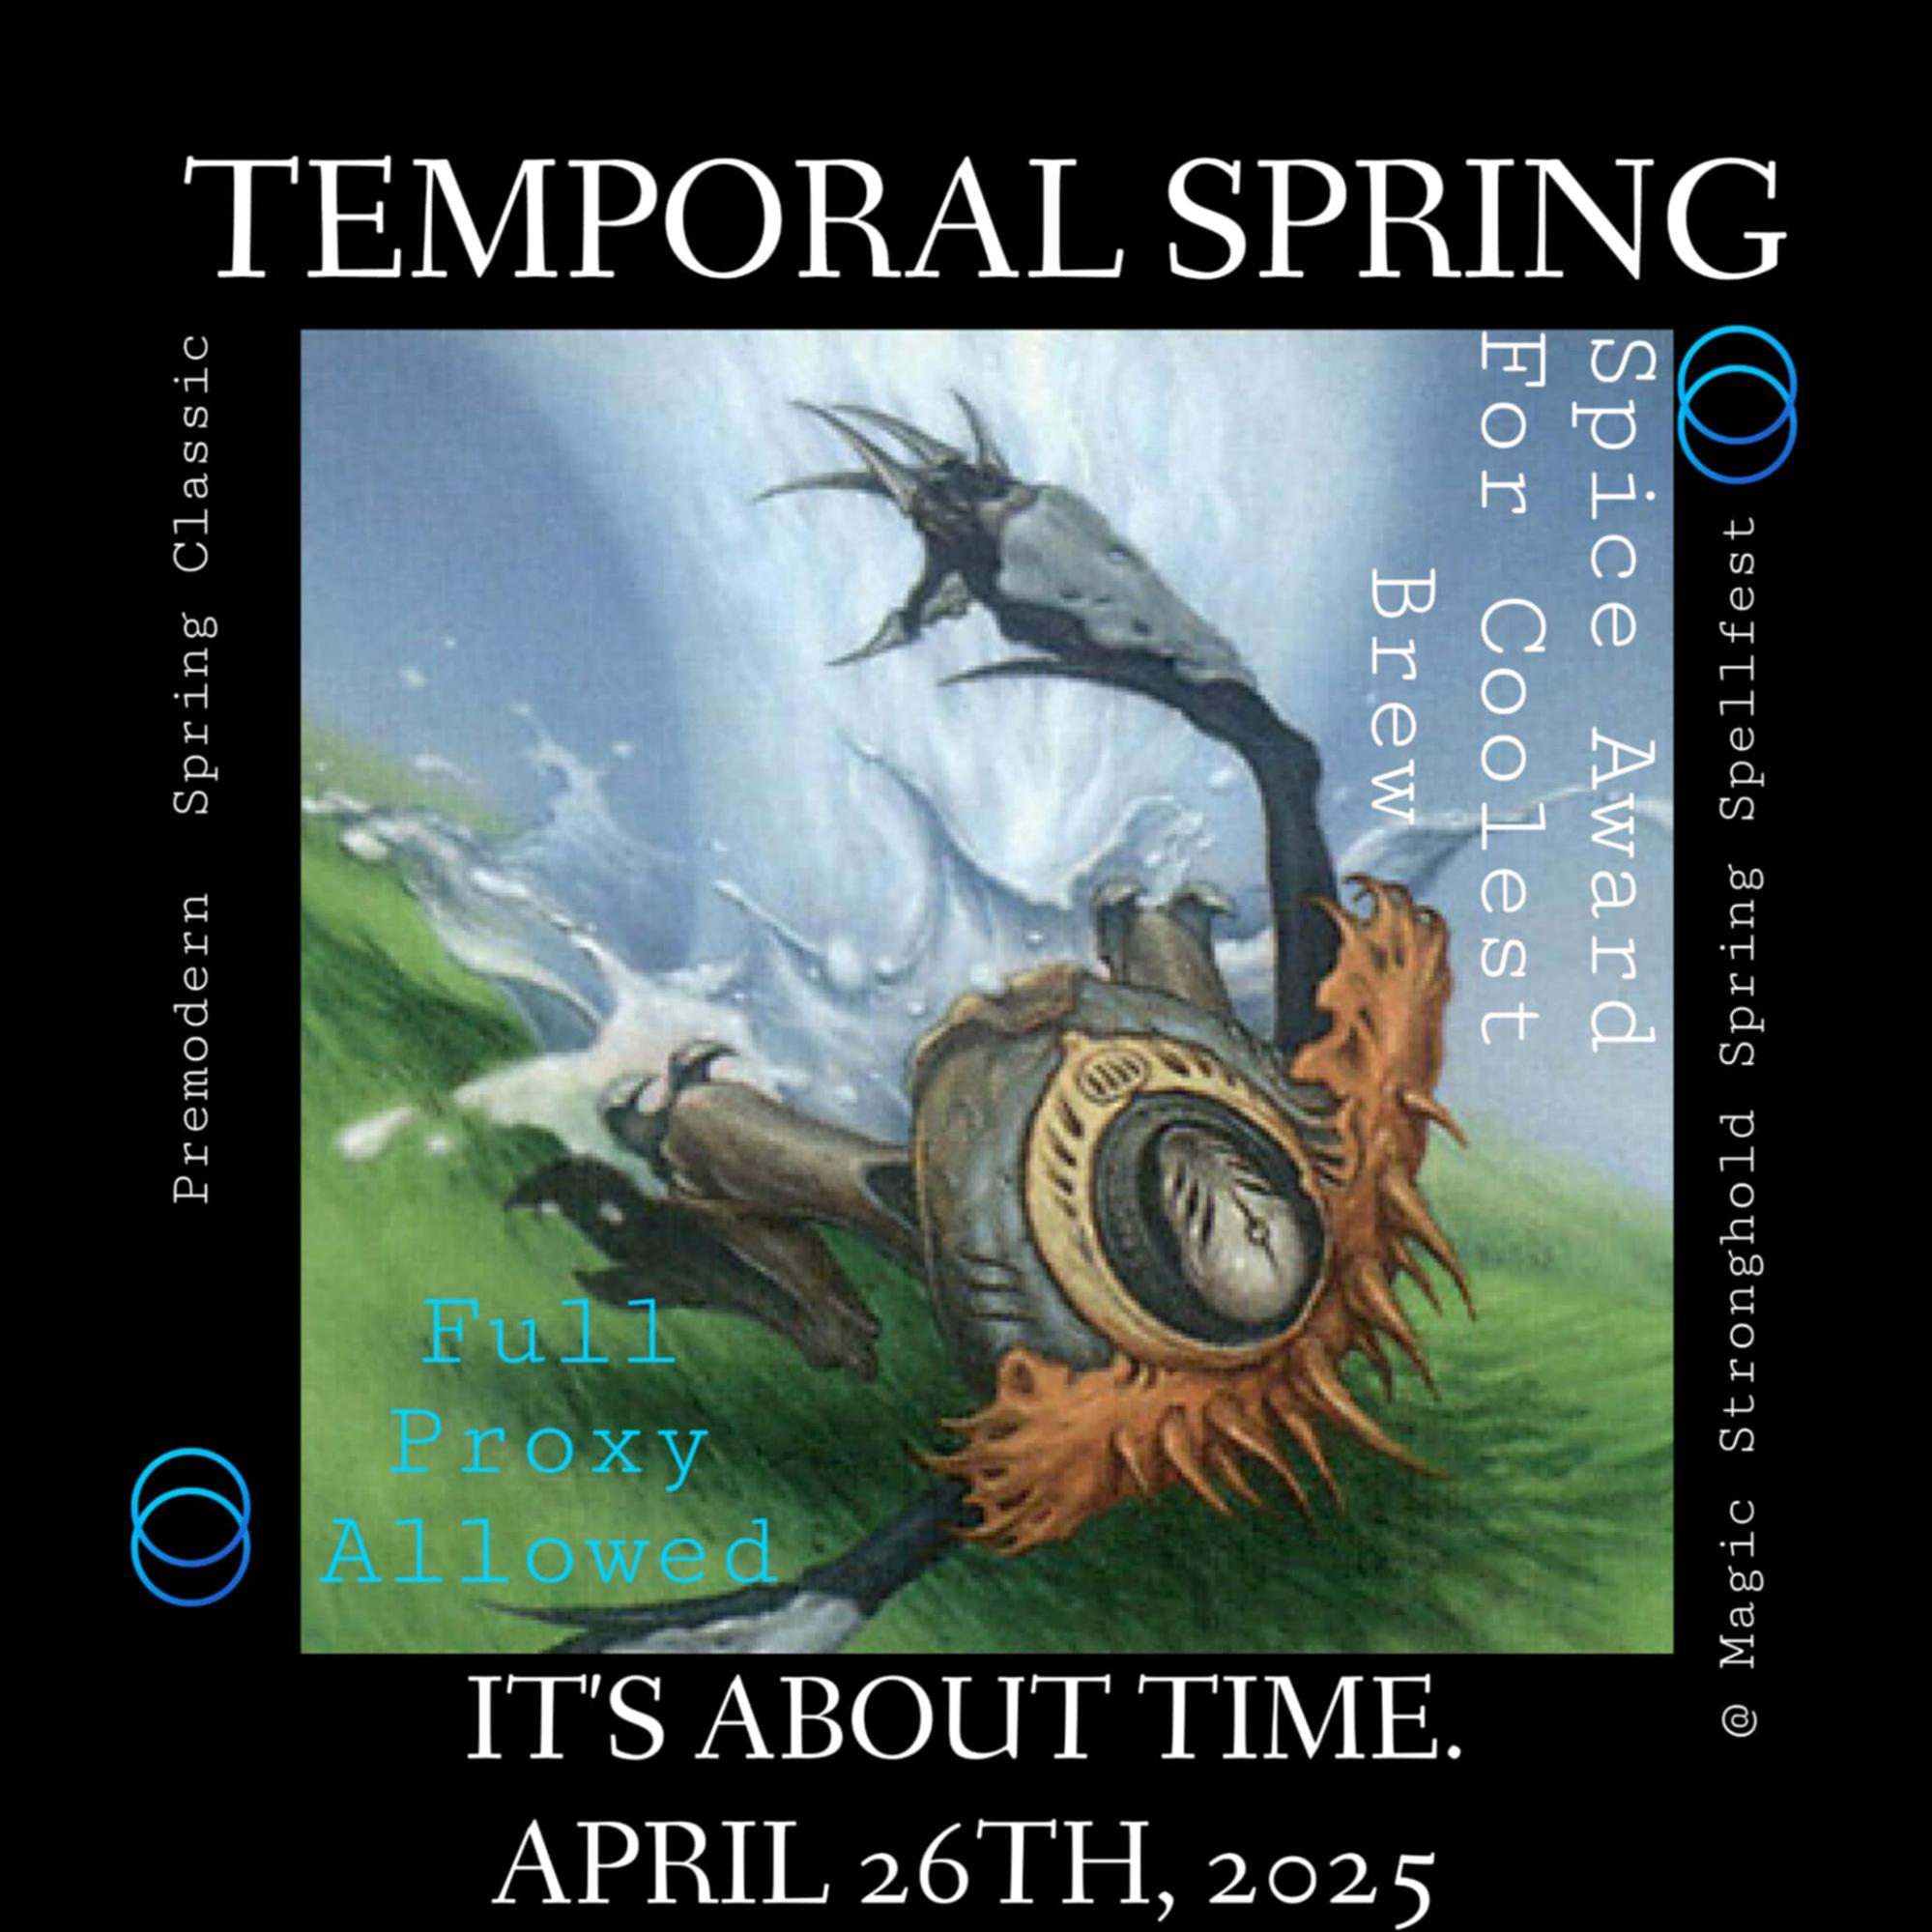 TEMPORAL SPRING
Premodern Spring Classic
Spice Award
For Coolest
Brew
@ Magic Stronghold Spring Spellfest
Full
Proxy
Allowed
IT'S ABOUT TIME.
APRIL 26TH, 2025